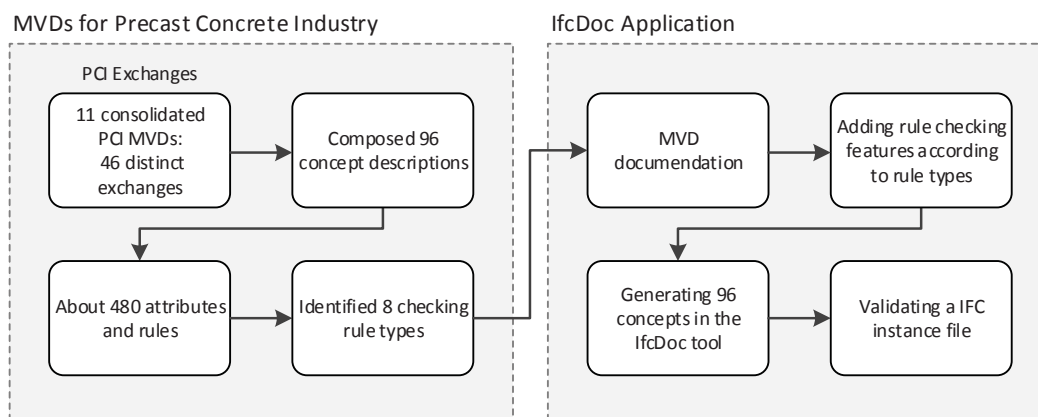 MVDs for Precast Concrete Industry
PCI Exchanges
11 consolidated
PCI MVDs:
46 distinct
exchanges
Composed 96
concept descriptions
About 480 attributes
and rules
Identified 8 checking
rule types
IfcDoc Application
MVD
documentation
Adding rule checking
features according
to rule types
Generating 96
concepts in the
IfcDoc tool
Validating a IFC
instance file